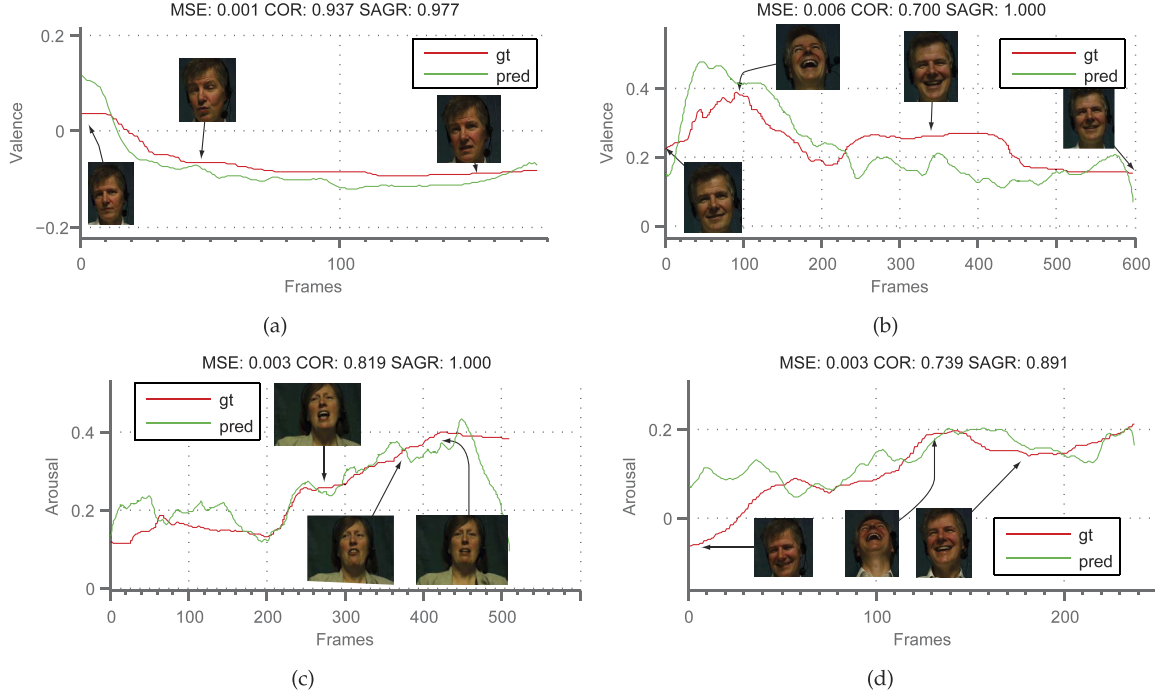 MSE: 0.001 COR: 0.937 SAGR: 0.977
0.2
0
−0.2
Valence
gt
pred
0
100
Frames
(a)
MSE: 0.006 COR: 0.700 SAGR: 1.000
0.4
0.2
0
Valence
gt
pred
0
100
200
300
400
500
600
Frames
(b)
MSE: 0.003 COR: 0.819 SAGR: 1.000
0.4
0.2
0
Arousal
gt
pred
0
100
200
300
400
500
Frames
(c)
MSE: 0.003 COR: 0.739 SAGR: 0.891
0.2
0
Arousal
gt
pred
0
100
200
Frames
(d)